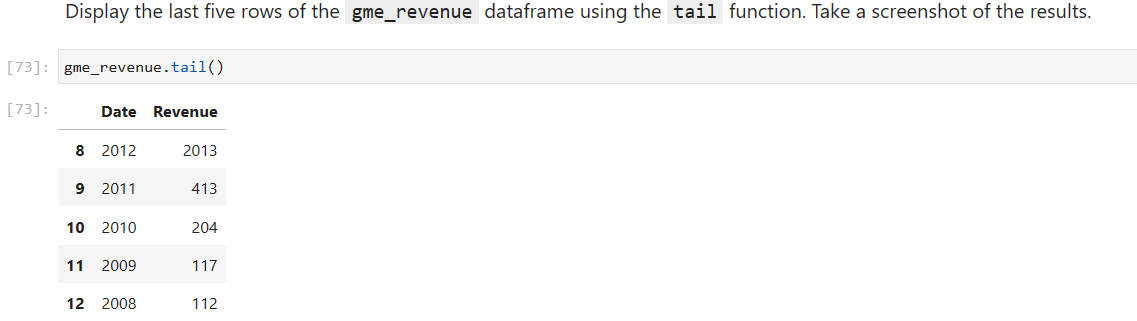 Display the last five rows of the gme_revenue dataframe using the tail function. Take a screenshot of the results.
[73]: gme_revenue.tail()
[73]:
Date Revenue
8 2012 2013
9 2011 413
10 2010 204
11 2009 117
12 2008 112